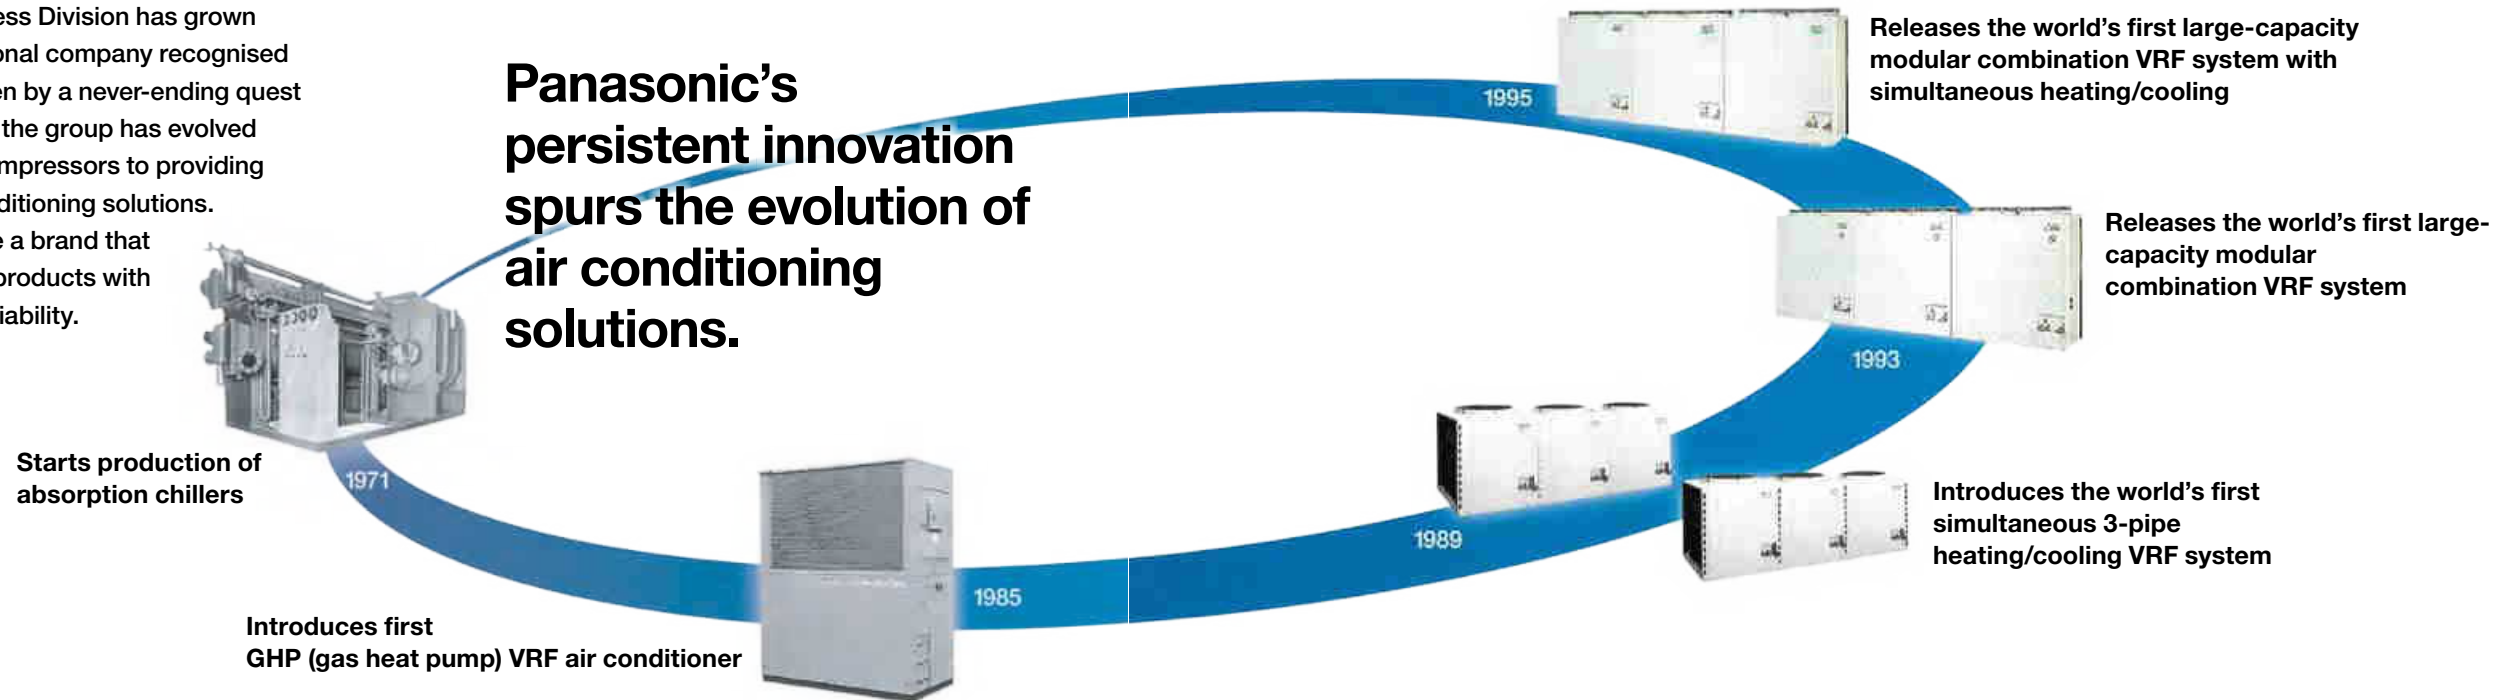 ess Division has grown
onal company recognised
en by a never-ending quest
the group has evolved
mpressors to providing
ditioning solutions.
e a brand that
products with
iability.
Panasonic's
persistent innovation
spurs the evolution of
air conditioning
solutions.
1995
Releases the world's first large-capacity
modular combination VRF system with
simultaneous heating/cooling
Releases the world's first large-
capacity modular
combination VRF system
1993
Starts production of
absorption chillers
1971
1989
Introduces the world's first
simultaneous 3-pipe
heating/cooling VRF system
1985
Introduces first
GHP (gas heat pump) VRF air conditioner